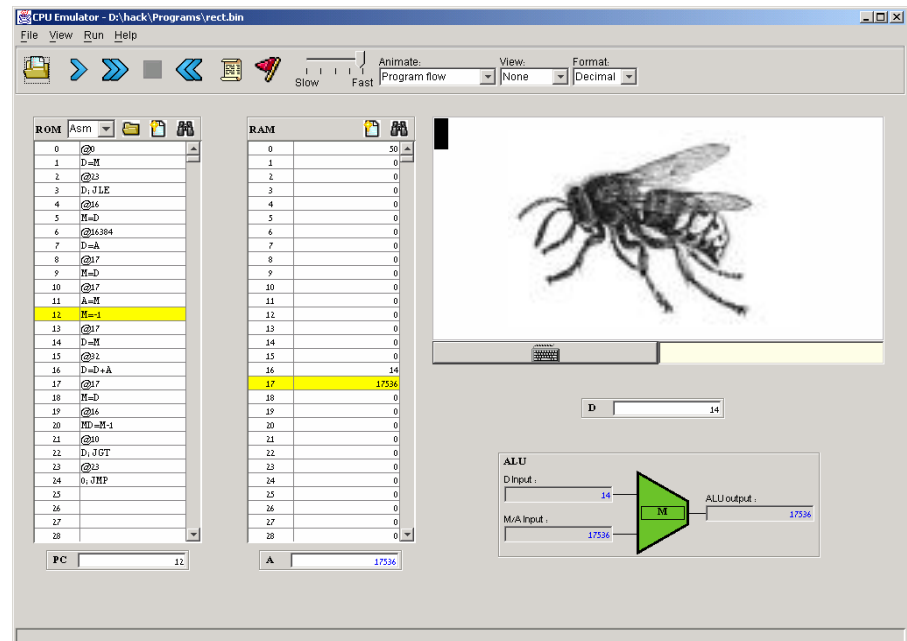 CPU Emulator - D:\hack\Programs\rect.bin
File View Run Help
Animate: View: Format:
Slow Fast Program flow None Decimal
ROM Asm
0 @0
1 D=M
2 @23
3 D;JLE
4 @16
5 M=D
6 @16384
7 D=A
8 @17
9 M=D
10 @17
11 A=M
12 M=-1
13 @17
14 D=M
15 @32
16 D=D+A
17 @17
18 M=D
19 @16
20 MD=M-1
21 @10
22 D;JGT
23 @23
24 0;JMP
25
26
27
28
PC 12
RAM
0 50
1 0
2 0
3 0
4 0
5 0
6 0
7 0
8 0
9 0
10 0
11 0
12 0
13 0
14 0
15 0
16 14
17 17536
18 0
19 0
20 0
21 0
22 0
23 0
24 0
25 0
26 0
27 0
28 0
A 17536
D 14
ALU
D Input :
14
M/A Input :
17536
M
ALU output :
17536